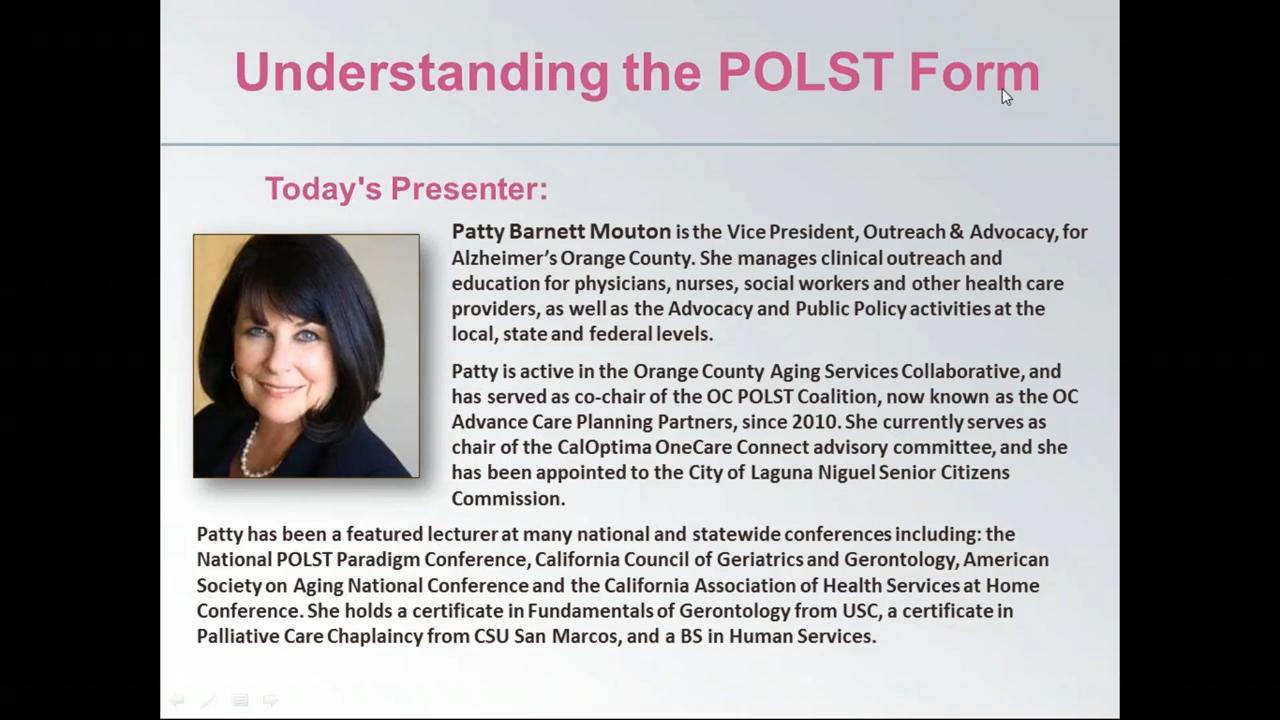 Understanding the POLST Form
Today's Presenter:
Patty Barnett Mouton is the Vice President, Outreach & Advocacy, for
Alzheimer's Orange County. She manages clinical outreach and
education for physicians, nurses, social workers and other health care
providers, as well as the Advocacy and Public Policy activities at the
local, state and federal levels.
Patty is active in the Orange County Aging Services Collaborative, and
has served as co-chair of the OC POLST Coalition, now known as the OC
Advance Care Planning Partners, since 2010. She currently serves as
chair of the CalOptima OneCare Connect advisory committee, and she
has been appointed to the City of Laguna Niguel Senior Citizens
Commission.
Patty has been a featured lecturer at many national and statewide conferences including: the
National POLST Paradigm Conference, California Council of Geriatrics and Gerontology, American
Society on Aging National Conference and the California Association of Health Services at Home
Conference. She holds a certificate in Fundamentals of Gerontology from USC, a certificate in
Palliative Care Chaplaincy from CSU San Marcos, and a BS in Human Services.